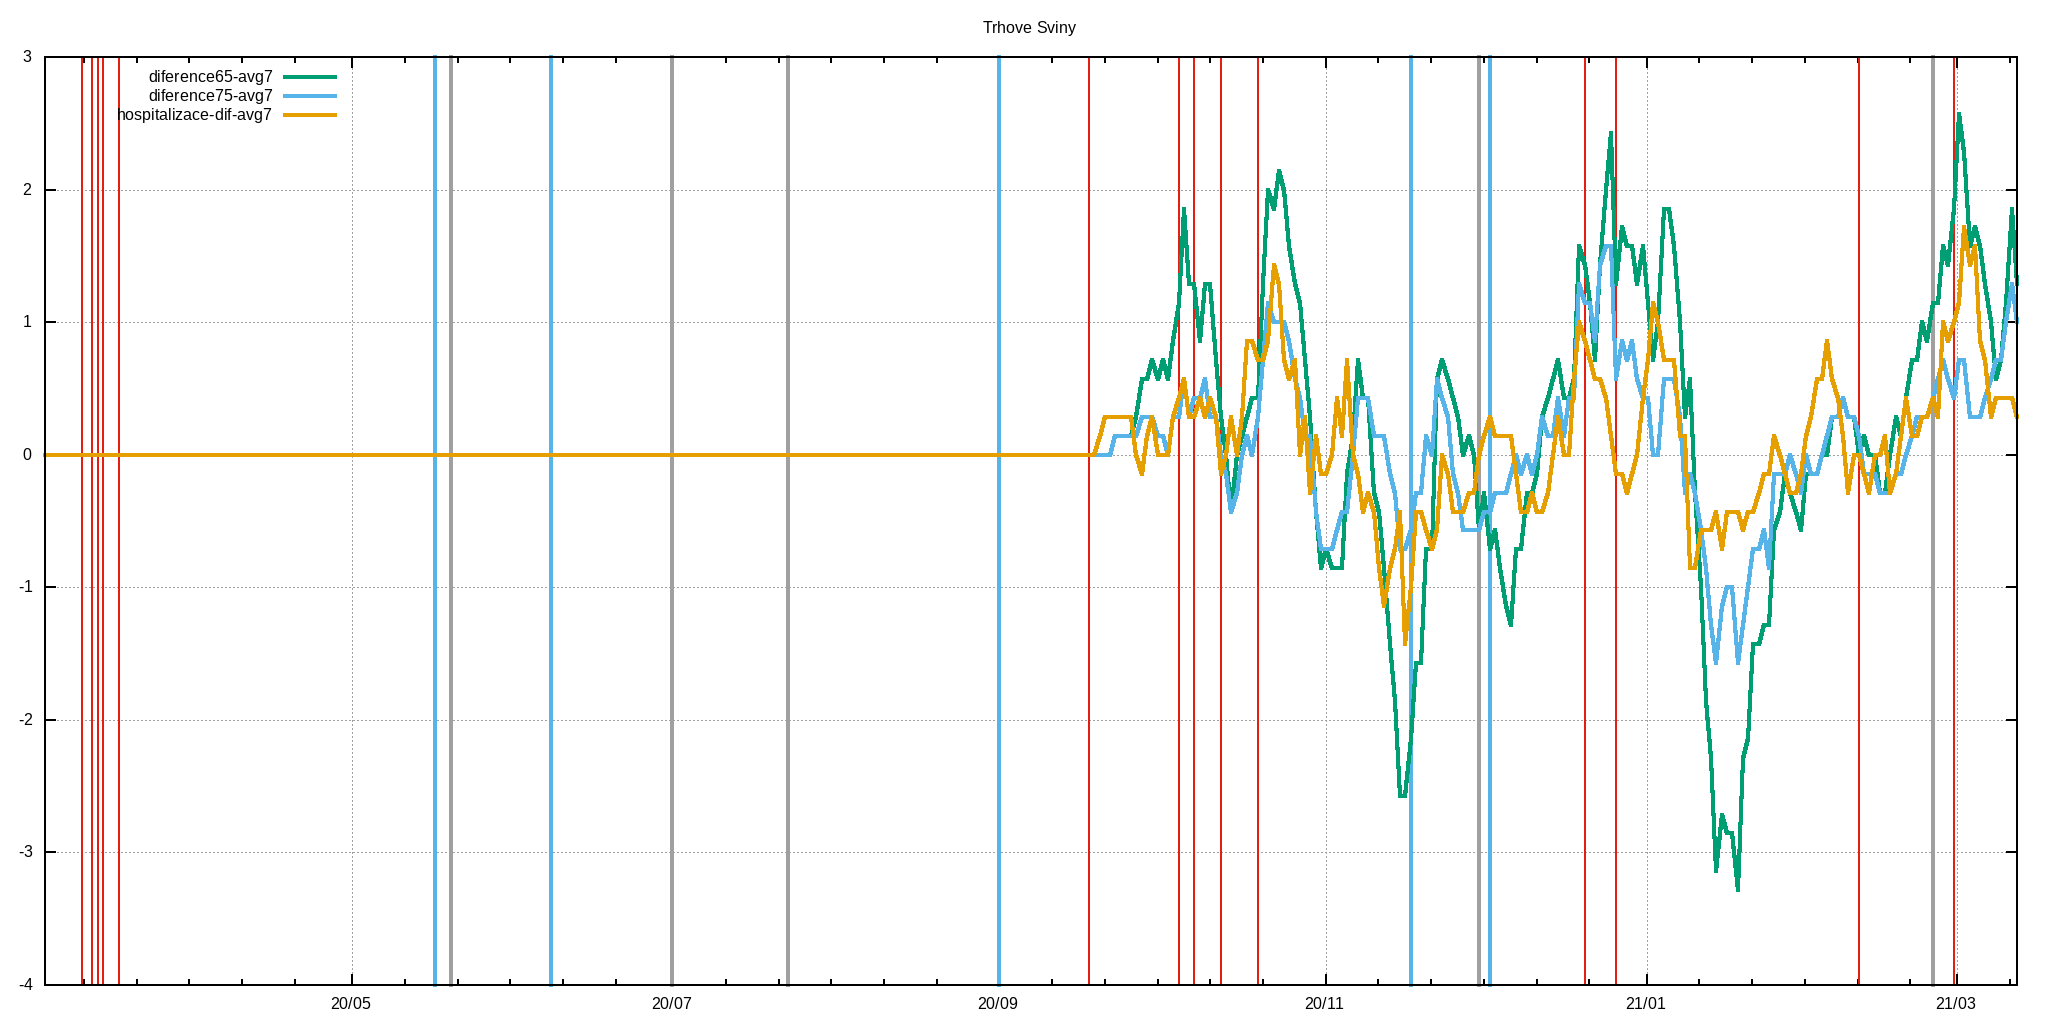 Trhove Sviny
diference65-avg7
diference75-avg7
hospitalizace-dif-avg7
3
2
1
0
-1
-2
-3
-4
20/05 20/07 20/09 20/11 21/01 21/03